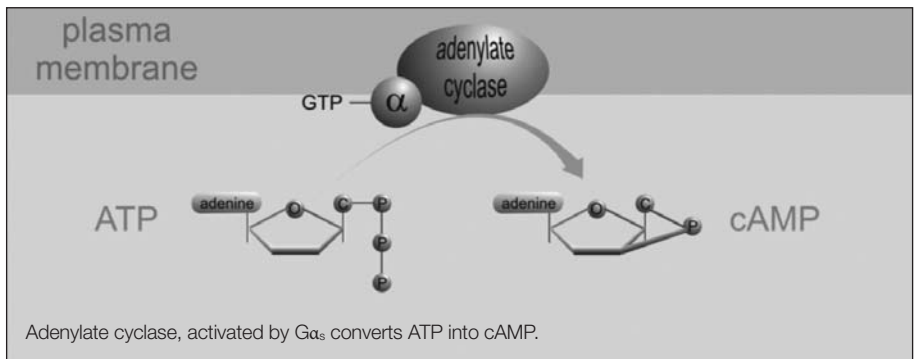 plasma
membrane
adenylate
cyclase
GTP
α
ATP
adenine
O
C
P
P
P
adenine
O
C
P
cAMP
Adenylate cyclase, activated by Gαs converts ATP into cAMP.